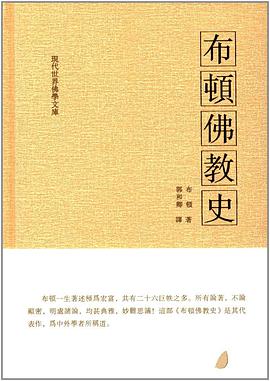 布頓佛教史
現代世界佛學文庫
布頓 著
郭和卿 譯
布頓一生著述極爲宏富，共有二十六巨帙之多。所有論著，不論
顯密，明處諸論，均甚典雅，妙難思議！這部《布頓佛教史》是其代
表作，爲中外學者所稱道。